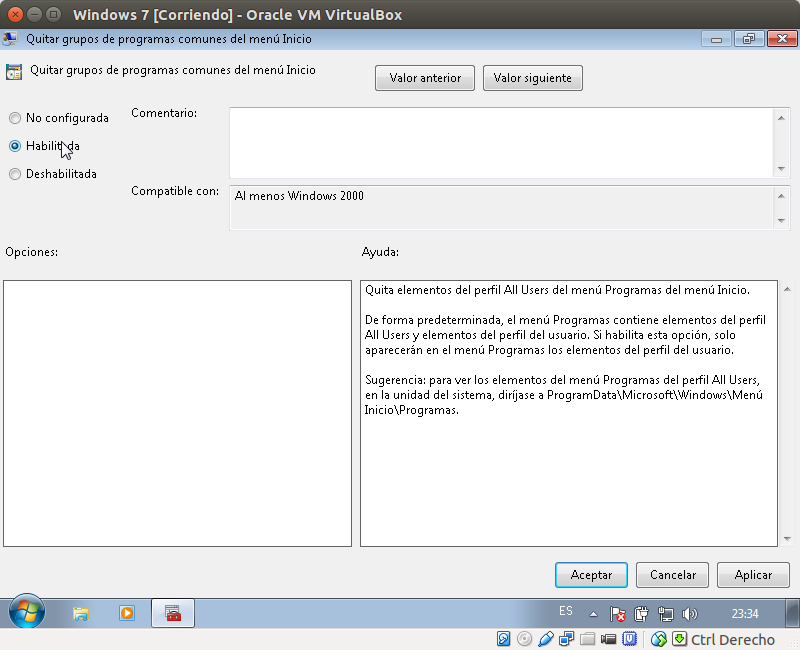 Windows 7 [Corriendo] - Oracle VM VirtualBox
Quitar grupos de programas comunes del menú Inicio
Quitar grupos de programas comunes del menú Inicio
Valor anterior
Valor siguiente
No configurada
Habilitada
Deshabilitada
Comentario:
Compatible con:
Al menos Windows 2000
Opciones:
Ayuda:
Quita elementos del perfil All Users del menú Programas del menú Inicio.
De forma predeterminada, el menú Programas contiene elementos del perfil
All Users y elementos del perfil del usuario. Si habilita esta opción, solo
aparecerán en el menú Programas los elementos del perfil del usuario.
Sugerencia: para ver los elementos del menú Programas del perfil All Users,
en la unidad del sistema, diríjase a ProgramData\Microsoft\Windows\Menú
Inicio\Programas.
Aceptar
Cancelar
Aplicar
ES
23:34
Ctrl Derecho